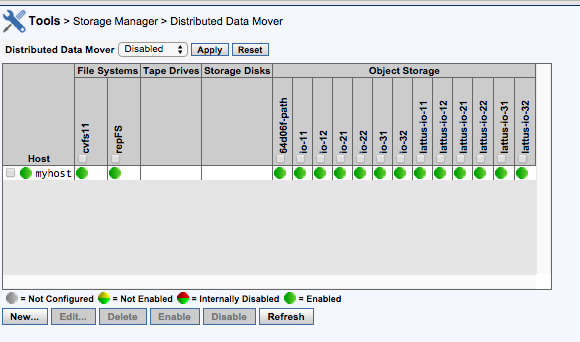 Tools > Storage Manager > Distributed Data Mover
Distributed Data Mover Disabled Apply Reset
File Systems Tape Drives Storage Disks Object Storage
Host cvfs11 repFS 64d06f-path io-11 io-12 io-21 io-22 io-31 io-32 lattus-io-11 lattus-io-12 lattus-io-21 lattus-io-22 lattus-io-31 lattus-io-32
myhost
= Not Configured = Not Enabled = Internally Disabled = Enabled
New... Edit... Delete Enable Disable Refresh